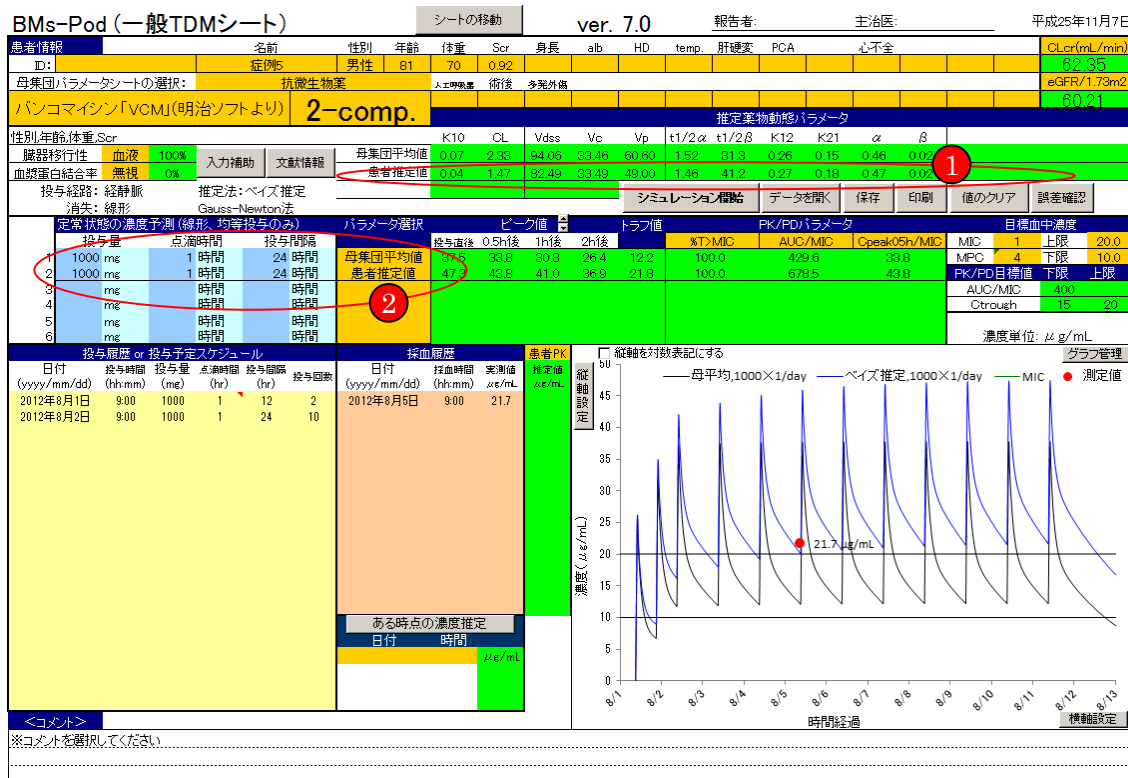 BMs-Pod (一般TDMシート) シートの移動 ver. 7.0 報告者: 主治医: 平成25年11月7日
患者情報 名前 性別 年齢 体重 Scr 身長 alb HD temp. 肝硬変 PCA 心不全 CLcr(mL/min)
ID: 症例5 男性 81 70 0.92 62.35
母集団パラメータシートの選択: 抗微生物薬 人工呼吸器 術後 多発外傷 eGFR/1.73m2
バンコマイシン「VCM」(明治ソフトより) 2-comp. 60.21
推定薬物動態パラメータ
性別,年齢,体重,Scr K10 CL Vdss Vc Vp t1/2α t1/2β K12 K21 α β
臓器移行性 血液 100% 入力補助 文献情報 母集団平均値 0.07 2.33 94.06 33.46 60.60 1.52 31.3 0.26 0.15 0.46 0.02
血漿蛋白結合率 無視 0% 患者推定値 0.04 1.47 82.49 33.49 49.00 1.46 41.2 0.27 0.18 0.47 0.02
1
投与経路: 経静脈 推定法: ベイズ推定 シミュレーション開始 データを開く 保存 印刷 値のクリア 誤差確認
消失: 線形 Gauss-Newton法
定常状態の濃度予測 (線形、均等投与のみ) パラメータ選択 ピーク値 トラフ値 PK/PDパラメータ 目標血中濃度
投与量 点滴時間 投与間隔 投与直後 0.5h後 1h後 2h後 %T>MIC AUC/MIC Cpeak05h/MIC MIC 1 上限 20.0
1 1000 mg 1 時間 24 時間 母集団平均値 37.5 33.8 30.8 26.4 12.2 100.0 429.6 33.8 MPC 4 下限 10.0
2 1000 mg 1 時間 24 時間 患者推定値 47.3 43.8 41.0 36.9 21.8 100.0 678.5 43.8 PK/PD目標値 下限 上限
3 mg 時間 時間 AUC/MIC 400
2
4 mg 時間 時間 Ctrough 15 20
5 mg 時間 時間
6 mg 時間 時間 濃度単位: μg/mL
投与履歴 or 投与予定スケジュール 採血履歴 患者PK 縦軸を対数表記にする グラフ管理
日付 投与時間 投与量 点滴時間 投与間隔 投与回数 日付 採血時間 実測値 推定値
(yyyy/mm/dd) (hh:mm) (mg) (hr) (hr) (yyyy/mm/dd) (hh:mm) μg/mL μg/mL
2012年8月1日 9:00 1000 1 12 2 2012年8月5日 9:00 21.7
2012年8月2日 9:00 1000 1 24 10
縦軸設定
母平均,1000×1/day ベイズ推定,1000×1/day MIC 測定値
50
45
40
35
30
25
21.7 μg/mL
20
15
10
5
0
濃度(μg/mL)
8/1 8/2 8/3 8/4 8/5 8/6 8/7 8/8 8/9 8/10 8/11 8/12 8/13
時間経過 横軸設定
ある時点の濃度推定
日付 時間
μg/mL
<コメント>
※コメントを選択してください